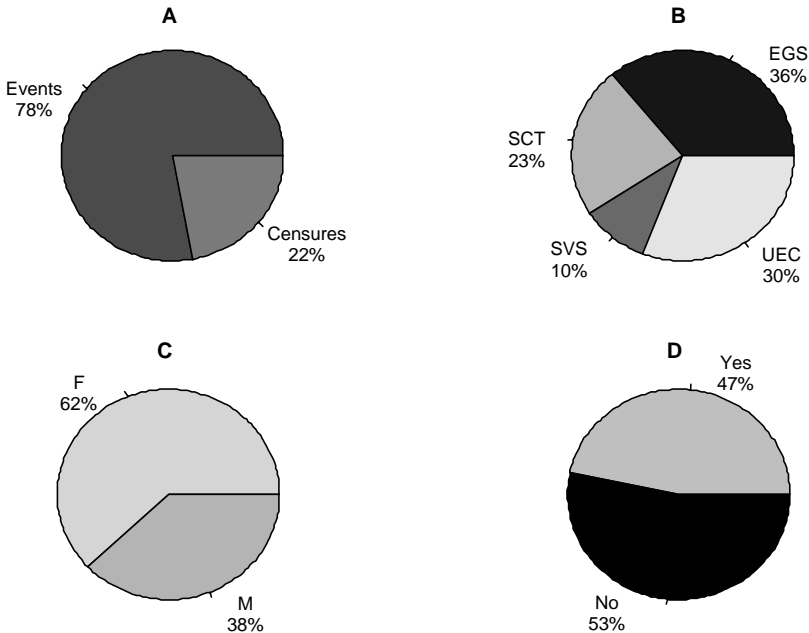 A
Events
78%
Censures
22%
B
EGS
36%
SCT
23%
SVS
10%
UEC
30%
C
F
62%
M
38%
D
Yes
47%
No
53%